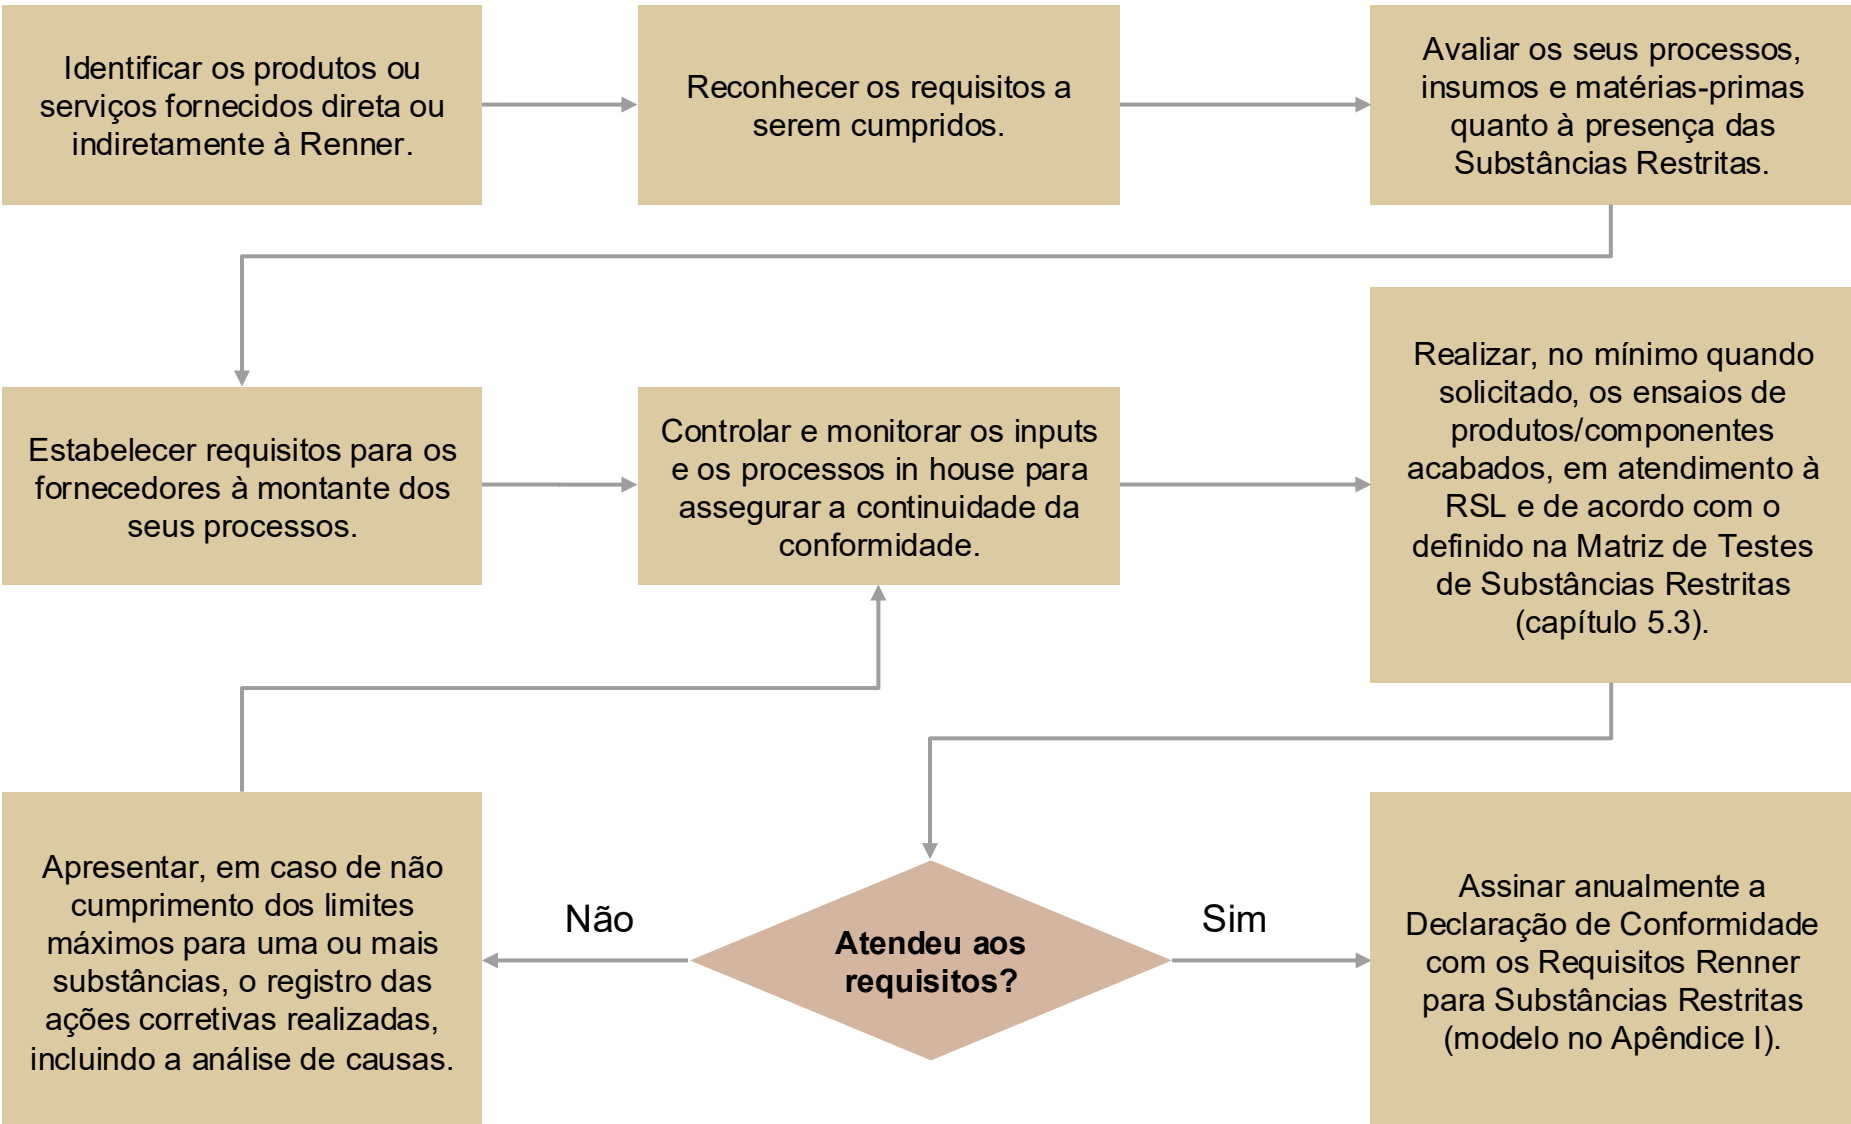 Identificar os produtos ou
serviços fornecidos direta ou
indiretamente à Renner.
Reconhecer os requisitos a
serem cumpridos.
Avaliar os seus processos,
insumos e matérias-primas
quanto à presença das
Substâncias Restritas.
Estabelecer requisitos para os
fornecedores à montante dos
seus processos.
Controlar e monitorar os inputs
e os processos in house para
assegurar a continuidade da
conformidade.
Realizar, no mínimo quando
solicitado, os ensaios de
produtos/componentes
acabados, em atendimento à
RSL e de acordo com o
definido na Matriz de Testes
de Substâncias Restritas
(capítulo 5.3).
Apresentar, em caso de não
cumprimento dos limites
máximos para uma ou mais
substâncias, o registro das
ações corretivas realizadas,
incluindo a análise de causas.
Não
Atendeu aos
requisitos?
Sim
Assinar anualmente a
Declaração de Conformidade
com os Requisitos Renner
para Substâncias Restritas
(modelo no Apêndice I).